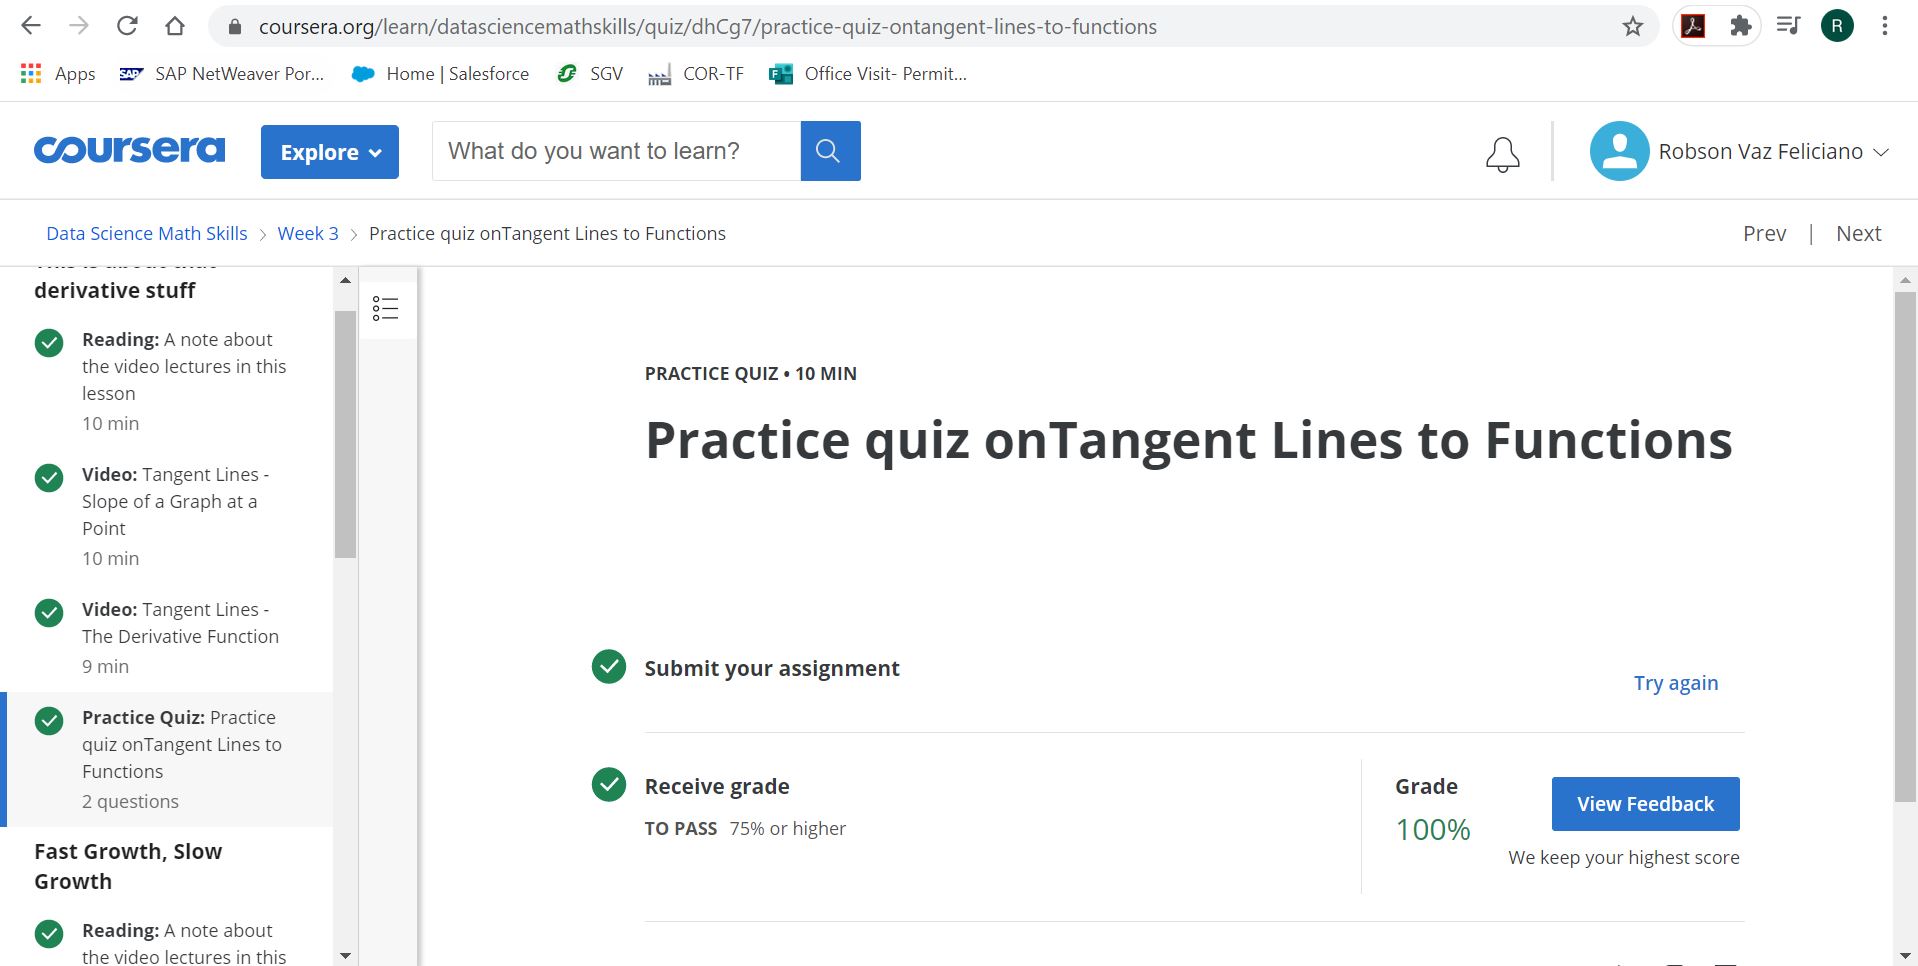 coursera.org/learn/datasciencemathskills/quiz/dhCg7/practice-quiz-ontangent-lines-to-functions
R
Apps
SAP SAP NetWeaver Por...
Home | Salesforce
SGV
COR-TF
Office Visit- Permit...
coursera
Explore
What do you want to learn?
Robson Vaz Feliciano
Data Science Math Skills > Week 3 > Practice quiz onTangent Lines to Functions
Prev | Next
This is about that
derivative stuff
Reading: A note about
the video lectures in this
lesson
10 min
Video: Tangent Lines -
Slope of a Graph at a
Point
10 min
Video: Tangent Lines -
The Derivative Function
9 min
Practice Quiz: Practice
quiz onTangent Lines to
Functions
2 questions
Fast Growth, Slow
Growth
Reading: A note about
the video lectures in this
PRACTICE QUIZ • 10 MIN
Practice quiz onTangent Lines to Functions
Submit your assignment
Try again
Receive grade
TO PASS 75% or higher
Grade
100%
View Feedback
We keep your highest score